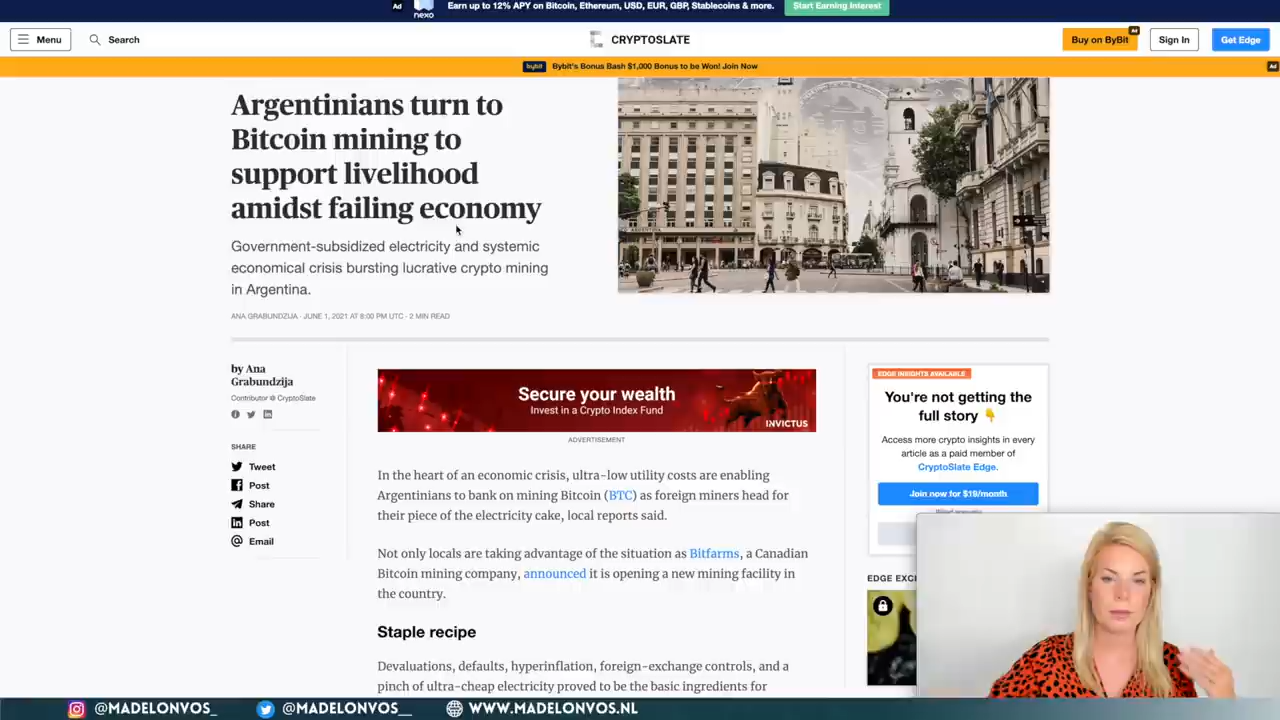 Ad
nexo
Earn up to 12% APY on Bitcoin, Ethereum, USD, EUR, GBP, Stablecoins & more.
Start Earning Interest
Menu
Search
CRYPTOSLATE
Buy on ByBit
Ad
Sign In
Get Edge
Bybit's Bonus Bash $1,000 Bonus to be Won! Join Now
Ad
Argentinians turn to
Bitcoin mining to
support livelihood
amidst failing economy
Government-subsidized electricity and systemic
economical crisis bursting lucrative crypto mining
in Argentina.
ANA GRABUNDZIJA · JUNE 1, 2021 AT 8:00 PM UTC · 2 MIN READ
by Ana
Grabundzija
Contributor @ CryptoSlate
SHARE
Tweet
Post
Share
Post
Email
Secure your wealth
Invest in a Crypto Index Fund
INVICTUS
ADVERTISEMENT
In the heart of an economic crisis, ultra-low utility costs are enabling
Argentinians to bank on mining Bitcoin (BTC) as foreign miners head for
their piece of the electricity cake, local reports said.
Not only locals are taking advantage of the situation as Bitfarms, a Canadian
Bitcoin mining company, announced it is opening a new mining facility in
the country.
Staple recipe
Devaluations, defaults, hyperinflation, foreign-exchange controls, and a
pinch of ultra-cheap electricity proved to be the basic ingredients for
EDGE INSIGHTS AVAILABLE
You're not getting the
full story 👇
Access more crypto insights in every
article as a paid member of
CryptoSlate Edge.
Join now for $19/month
EDGE EXC
@MADELONVOS_
@MADELONVOS__
WWW.MADELONVOS.NL